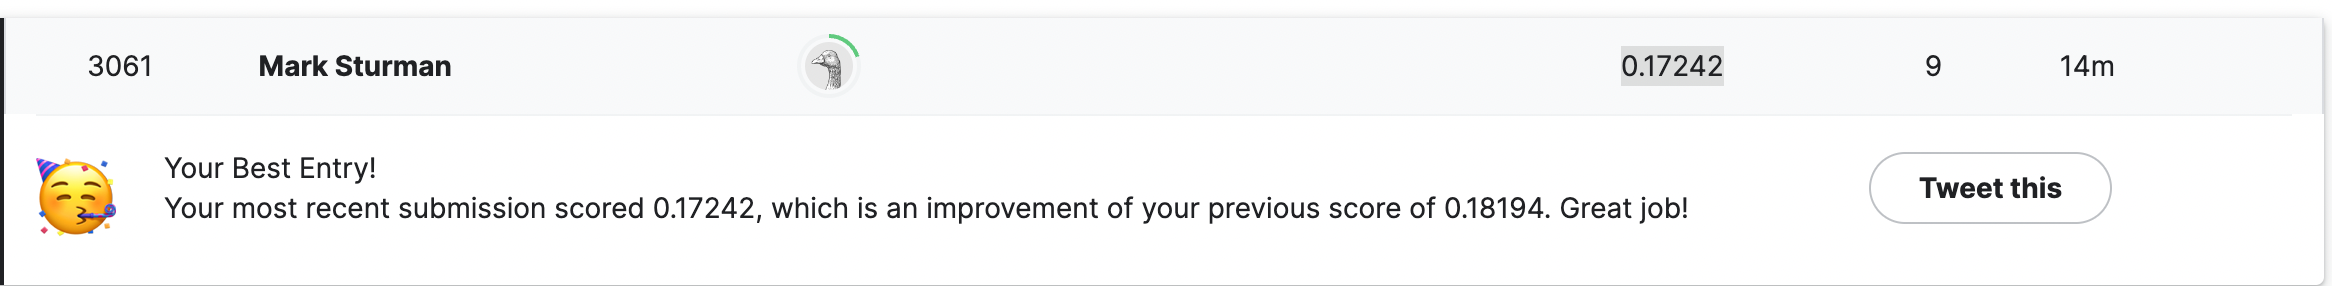 3061 Mark Sturman 0.17242 9 14m
Your Best Entry!
Your most recent submission scored 0.17242, which is an improvement of your previous score of 0.18194. Great job!
Tweet this